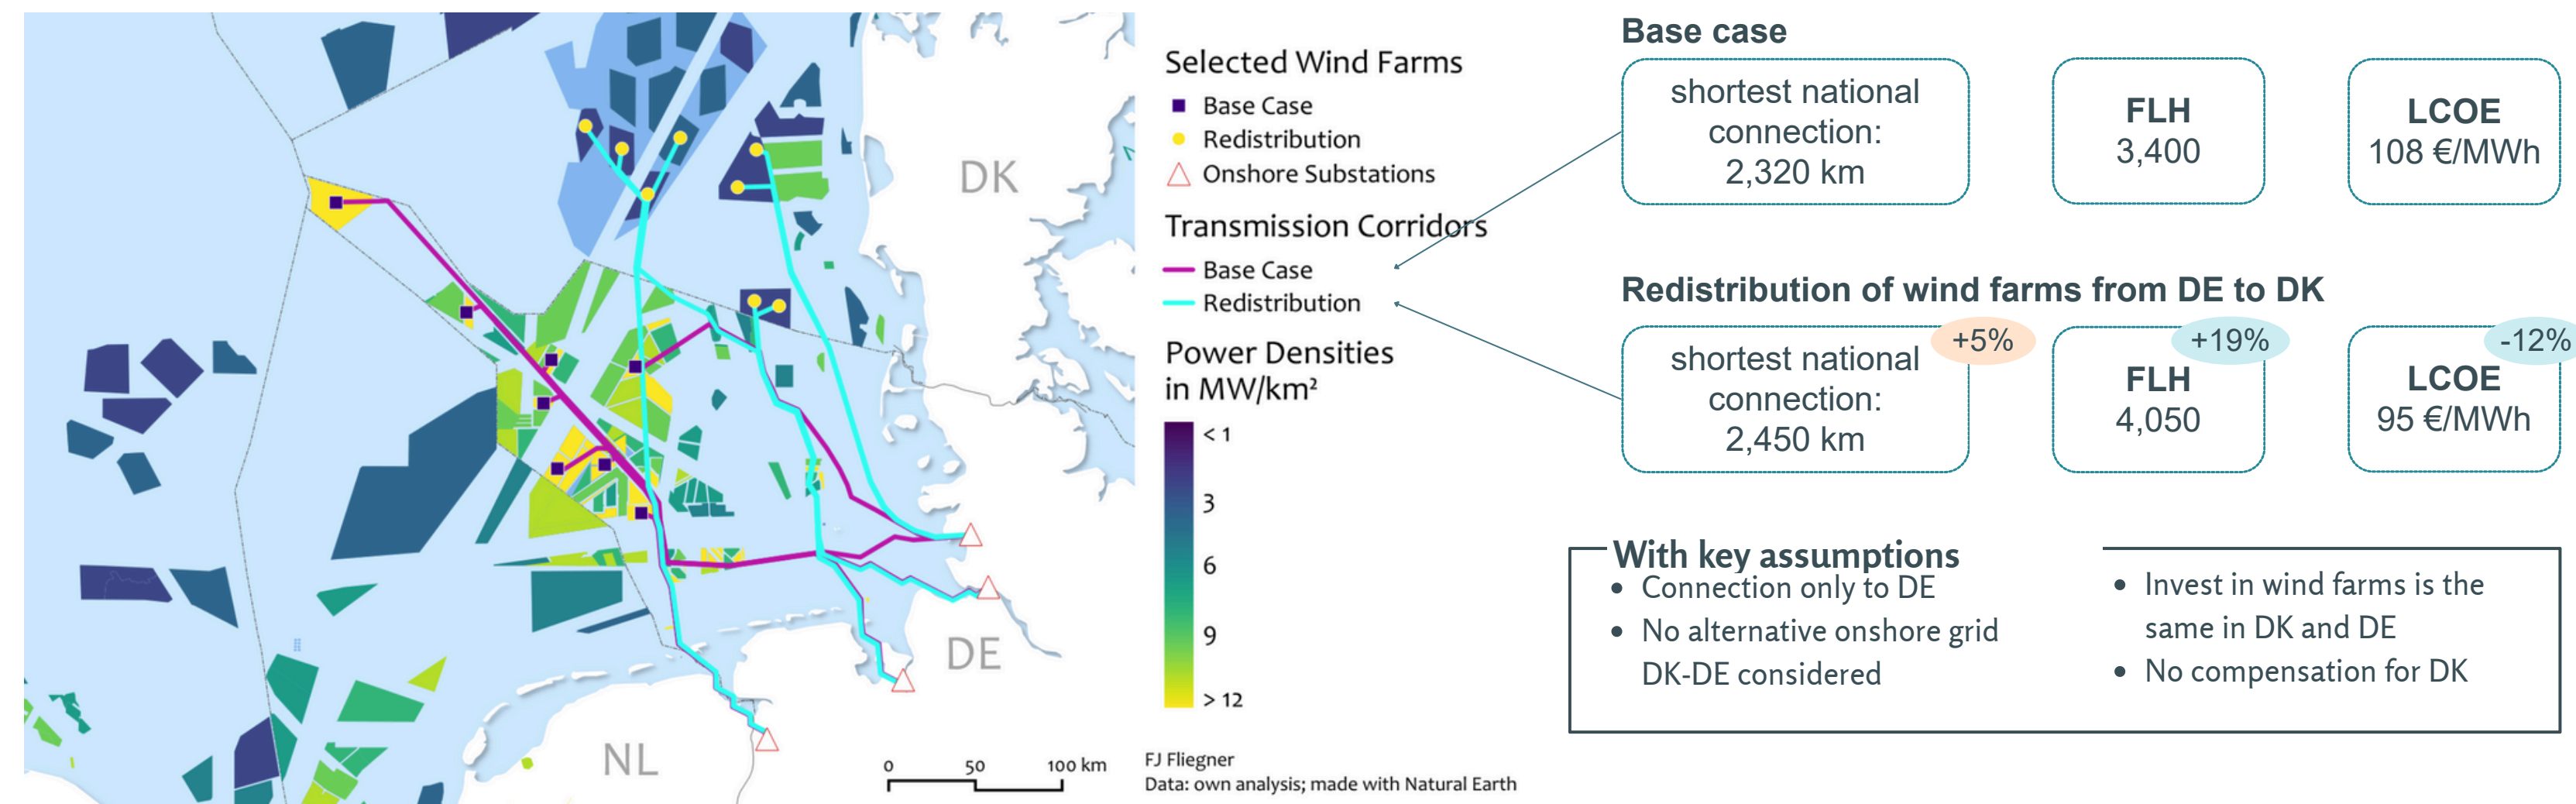 DK
DE
NL
Selected Wind Farms
Base Case
Redistribution
Onshore Substations
Transmission Corridors
Base Case
Redistribution
Power Densities
in MW/km²
< 1
3
6
9
> 12
0 50 100 km
FJ Fliegner
Data: own analysis; made with Natural Earth
Base case
shortest national
connection:
2,320 km
FLH
3,400
LCOE
108 €/MWh
Redistribution of wind farms from DE to DK
shortest national
connection:
2,450 km
+5%
FLH
4,050
+19%
LCOE
95 €/MWh
-12%
With key assumptions
• Connection only to DE
• No alternative onshore grid
DK-DE considered
• Invest in wind farms is the
same in DK and DE
• No compensation for DK